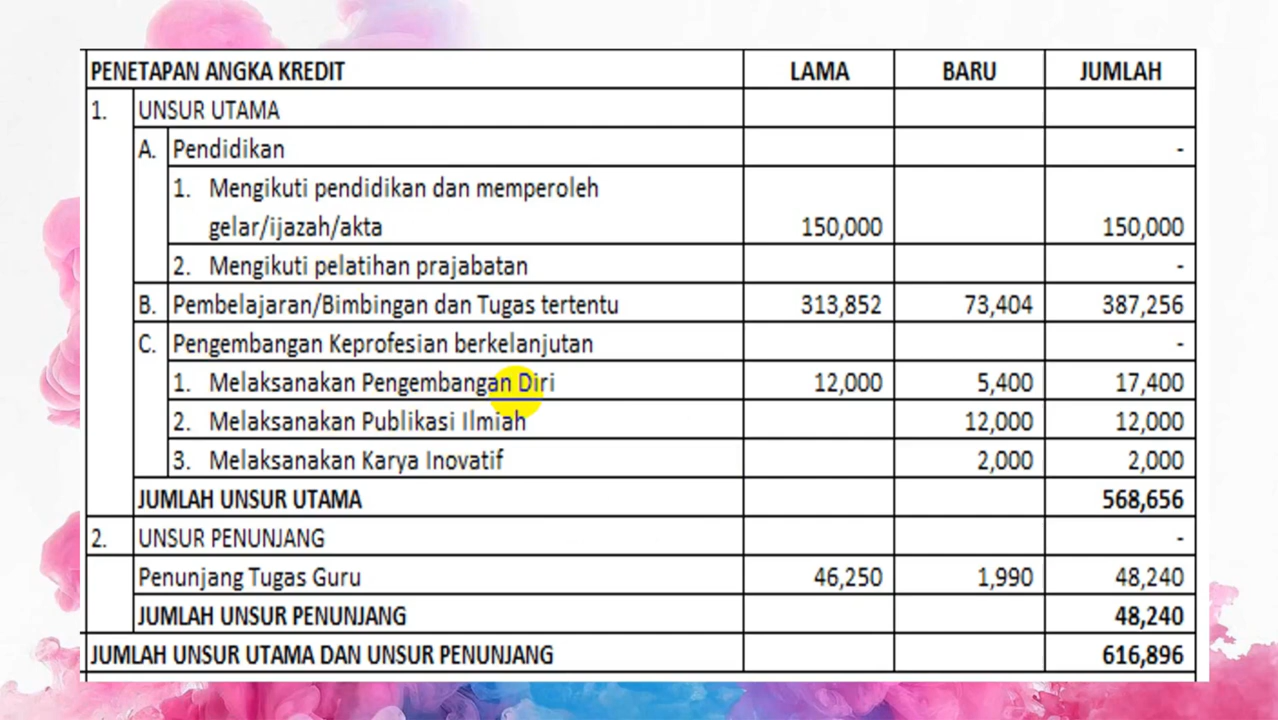 PENETAPAN ANGKA KREDIT LAMA BARU JUMLAH
1. UNSUR UTAMA
A. Pendidikan -
1. Mengikuti pendidikan dan memperoleh
gelar/ijazah/akta 150,000 150,000
2. Mengikuti pelatihan prajabatan -
B. Pembelajaran/Bimbingan dan Tugas tertentu 313,852 73,404 387,256
C. Pengembangan Keprofesian berkelanjutan -
1. Melaksanakan Pengembangan Diri 12,000 5,400 17,400
2. Melaksanakan Publikasi Ilmiah 12,000 12,000
3. Melaksanakan Karya Inovatif 2,000 2,000
JUMLAH UNSUR UTAMA 568,656
2. UNSUR PENUNJANG -
Penunjang Tugas Guru 46,250 1,990 48,240
JUMLAH UNSUR PENUNJANG 48,240
JUMLAH UNSUR UTAMA DAN UNSUR PENUNJANG 616,896